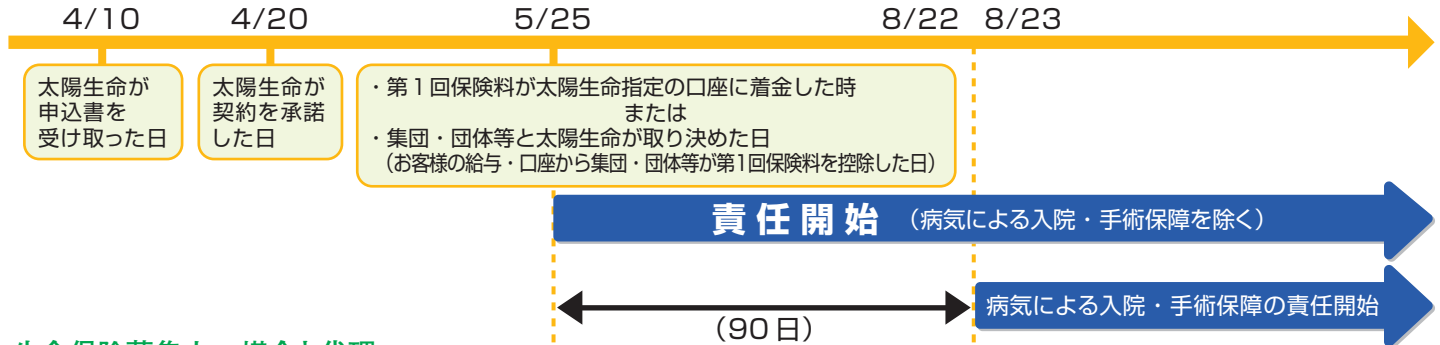 4/10
4/20
5/25
8/22
8/23
太陽生命が
申込書を
受け取った日
太陽生命が
契約を承諾
した日
・第1回保険料が太陽生命指定の口座に着金した時
または
・集団・団体等と太陽生命が取り決めた日
(お客様の給与・口座から集団・団体等が第1回保険料を控除した日)
責任開始 (病気による入院・手術保障を除く)
病気による入院・手術保障の責任開始
(90日)